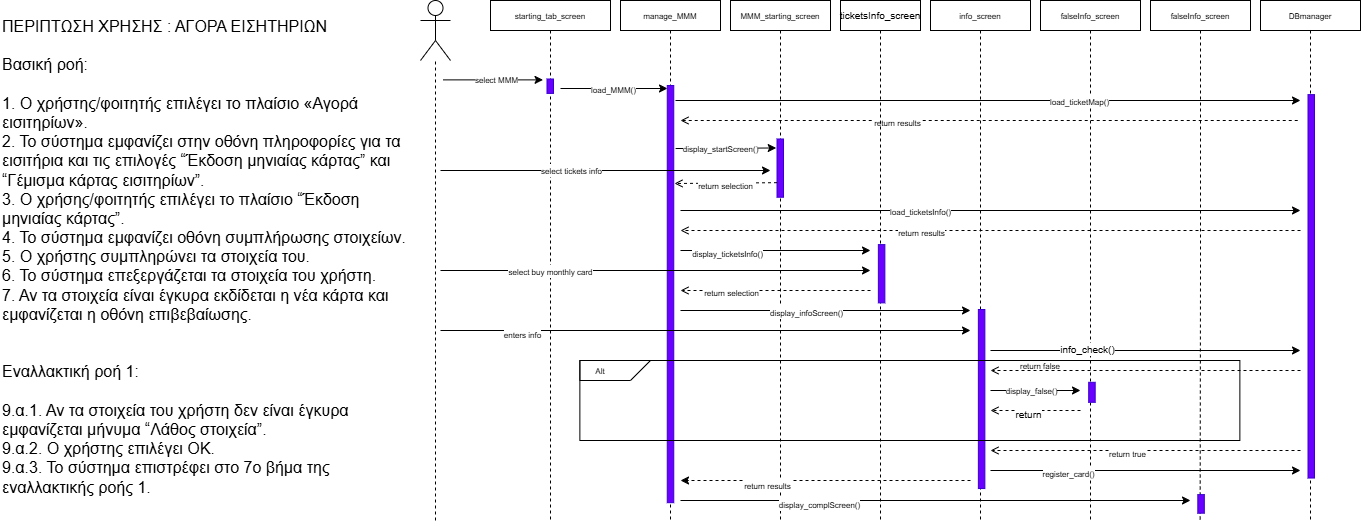 ΠΕΡΙΠΤΩΣΗ ΧΡΗΣΗΣ : ΑΓΟΡΑ ΕΙΣΗΤΗΡΙΩΝ
Βασική ροή:
1. Ο χρήστης/φοιτητής επιλέγει το πλαίσιο «Αγορά
εισιτηρίων».
2. Το σύστημα εμφανίζει στην οθόνη πληροφορίες για τα
εισιτήρια και τις επιλογές “Έκδοση μηνιαίας κάρτας” και
“Γέμισμα κάρτας εισιτηρίων”.
3. Ο χρήσης/φοιτητής επιλέγει το πλαίσιο “Έκδοση
μηνιαίας κάρτας”.
4. Το σύστημα εμφανίζει οθόνη συμπλήρωσης στοιχείων.
5. Ο χρήστης συμπληρώνει τα στοιχεία του.
6. Το σύστημα επεξεργάζεται τα στοιχεία του χρήστη.
7. Αν τα στοιχεία είναι έγκυρα εκδίδεται η νέα κάρτα και
εμφανίζεται η οθόνη επιβεβαίωσης.
Εναλλακτική ροή 1:
9.α.1. Αν τα στοιχεία του χρήστη δεν είναι έγκυρα
εμφανίζεται μήνυμα “Λάθος στοιχεία”.
9.α.2. Ο χρήστης επιλέγει ΟΚ.
9.α.3. Το σύστημα επιστρέφει στο 7ο βήμα της
εναλλακτικής ροής 1.
starting_tab_screen
manage_MMM
MMM_starting_screen
ticketsInfo_screen
info_screen
falseInfo_screen
falseInfo_screen
DBmanager
select MMM
load_MMM()
load_ticketMap()
return results
display_startScreen()
select tickets info
return selection
load_ticketsInfo()
return results
display_ticketsInfo()
select buy monthly card
return selection
display_infoScreen()
enters info
info_check()
Alt
return false
display_false()
return
return true
register_card()
return results
display_complScreen()